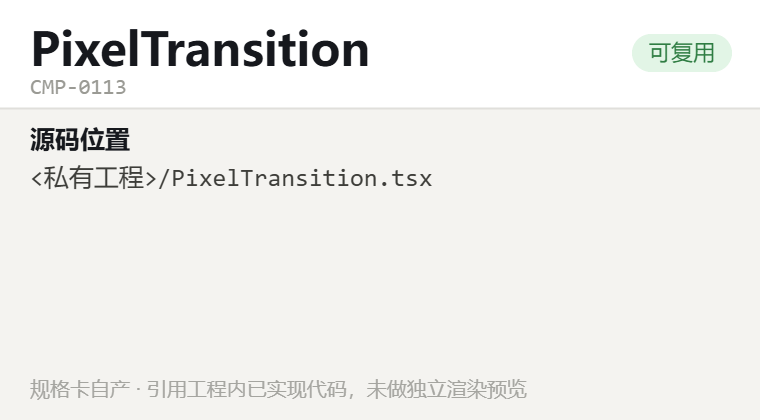 PixelTransition
可复用
CMP-0113
源码位置
<私有工程>/PixelTransition.tsx
规格卡自产 · 引用工程内已实现代码，未做独立渲染预览